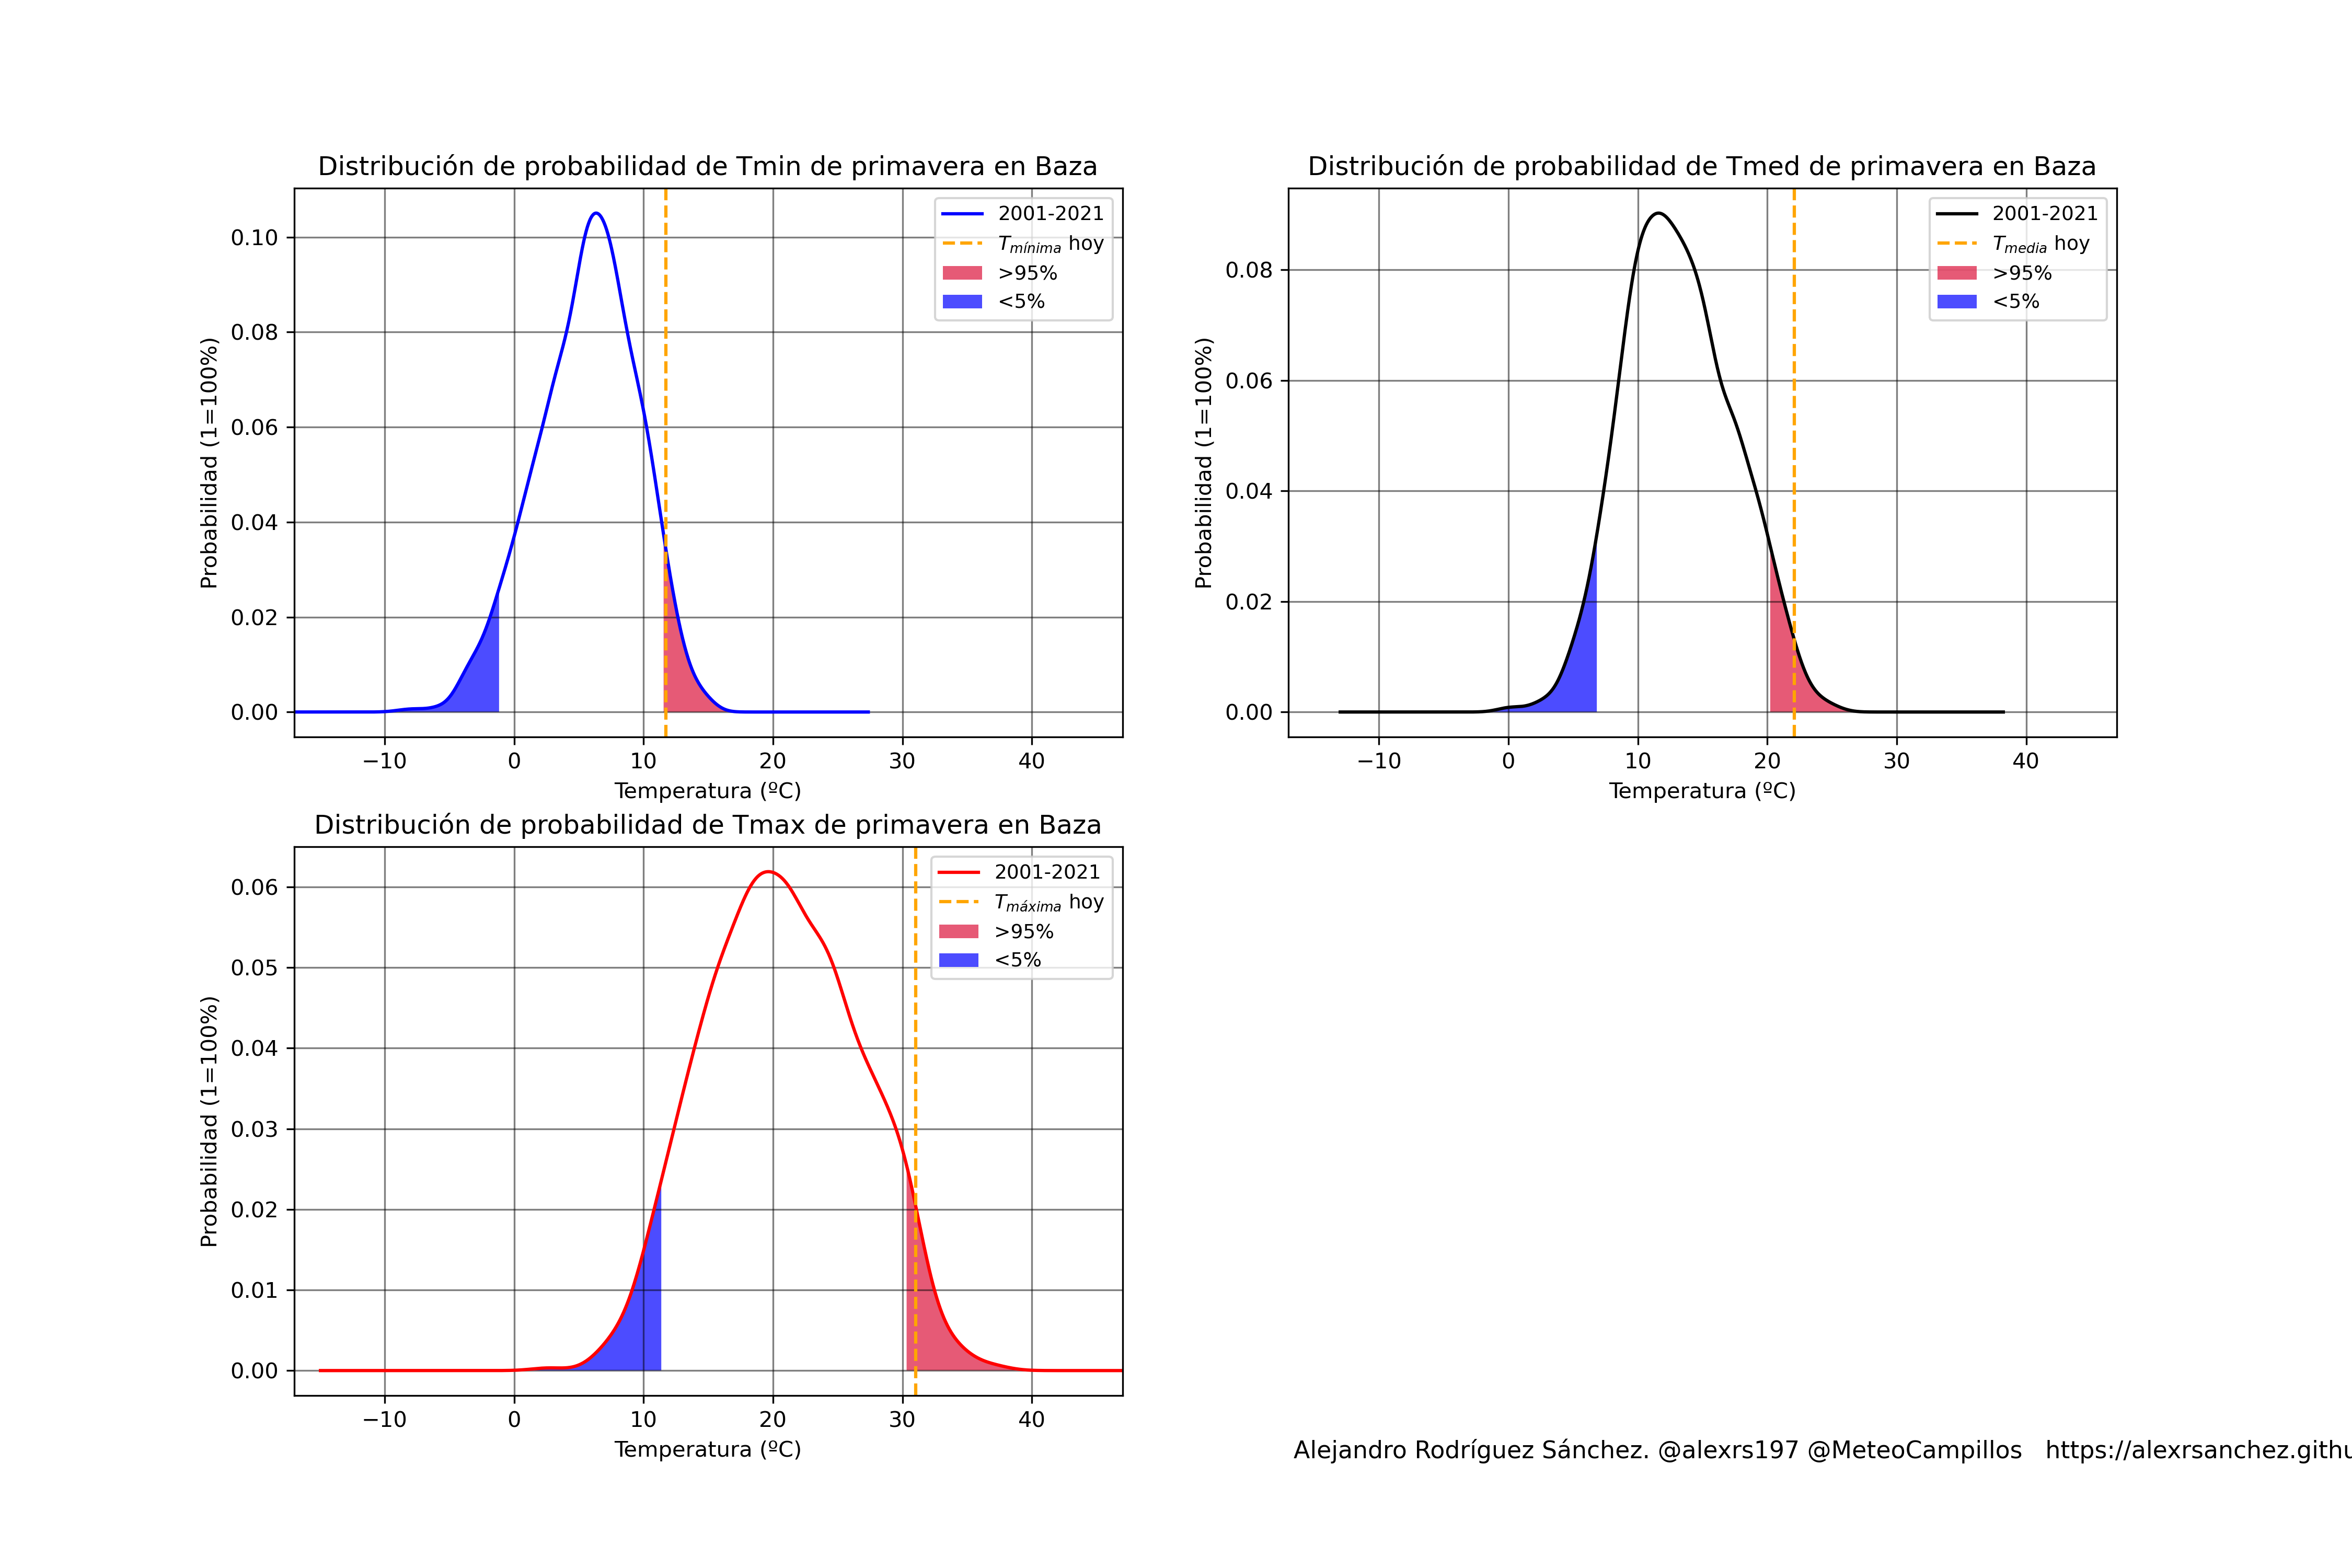 Distribución de probabilidad de Tmin de primavera en Baza
Probabilidad (1=100%)
0.10
0.08
0.06
0.04
0.02
0.00
2001-2021
Tmínima hoy
>95%
<5%
−10 0 10 20 30 40
Temperatura (ºC)
Distribución de probabilidad de Tmed de primavera en Baza
Probabilidad (1=100%)
0.08
0.06
0.04
0.02
0.00
2001-2021
Tmedia hoy
>95%
<5%
−10 0 10 20 30 40
Temperatura (ºC)
Distribución de probabilidad de Tmax de primavera en Baza
Probabilidad (1=100%)
0.06
0.05
0.04
0.03
0.02
0.01
0.00
2001-2021
Tmáxima hoy
>95%
<5%
−10 0 10 20 30 40
Temperatura (ºC)
Alejandro Rodríguez Sánchez. @alexrs197 @MeteoCampillos https://alexrsanchez.githu